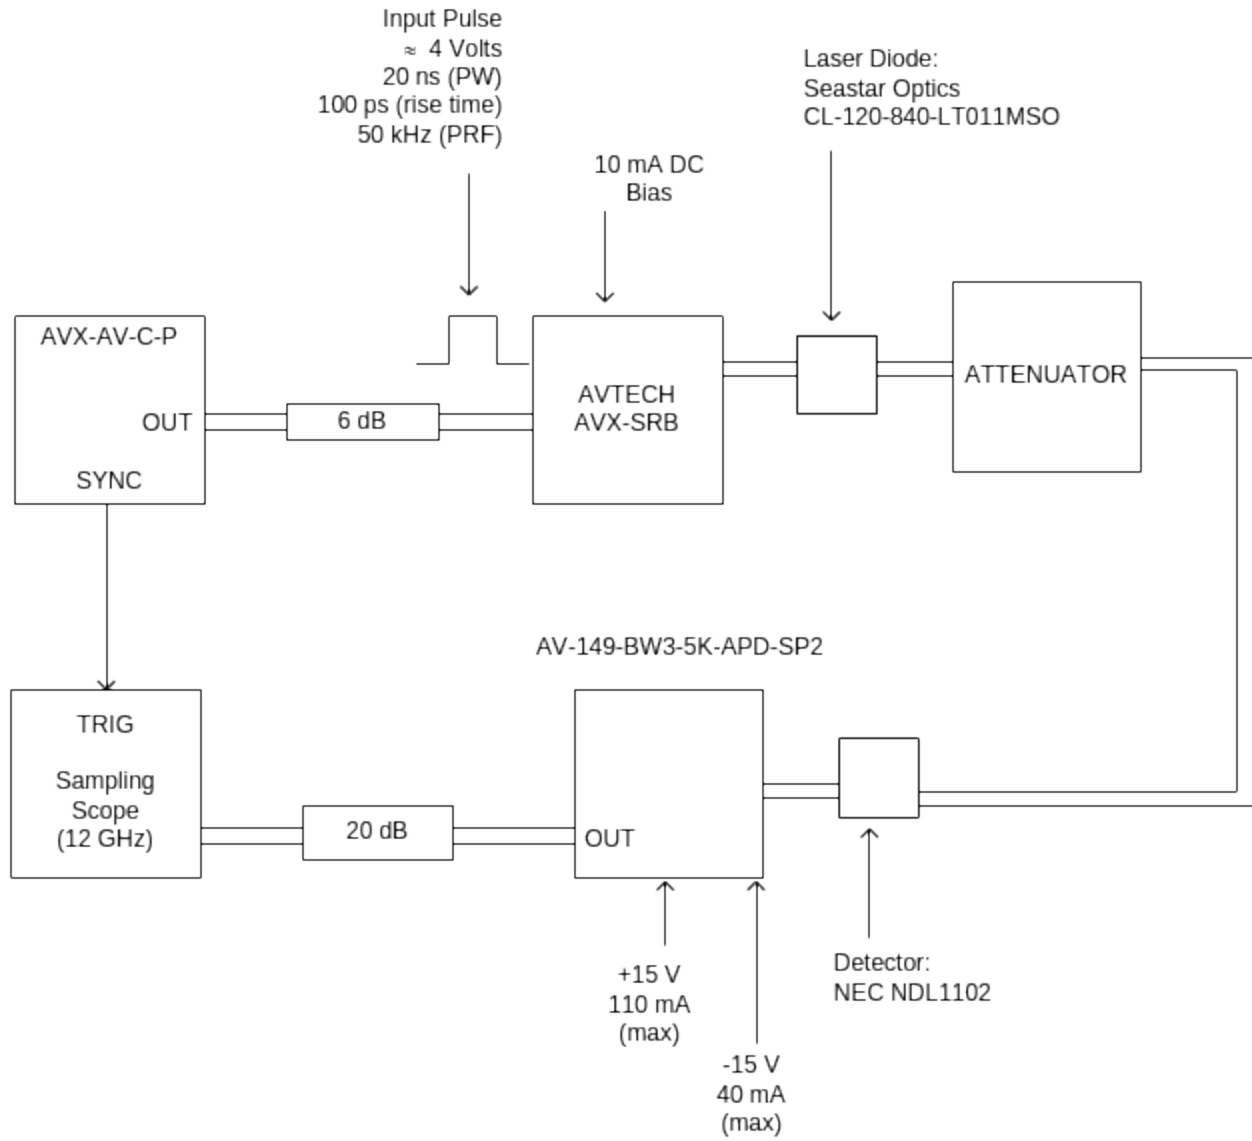 Input Pulse
≈ 4 Volts
20 ns (PW)
100 ps (rise time)
50 kHz (PRF)
Laser Diode:
Seastar Optics
CL-120-840-LT011MSO
10 mA DC
Bias
AVX-AV-C-P
OUT
SYNC
6 dB
AVTECH
AVX-SRB
ATTENUATOR
AV-149-BW3-5K-APD-SP2
TRIG
Sampling
Scope
(12 GHz)
20 dB
OUT
+15 V
110 mA
(max)
-15 V
40 mA
(max)
Detector:
NEC NDL1102